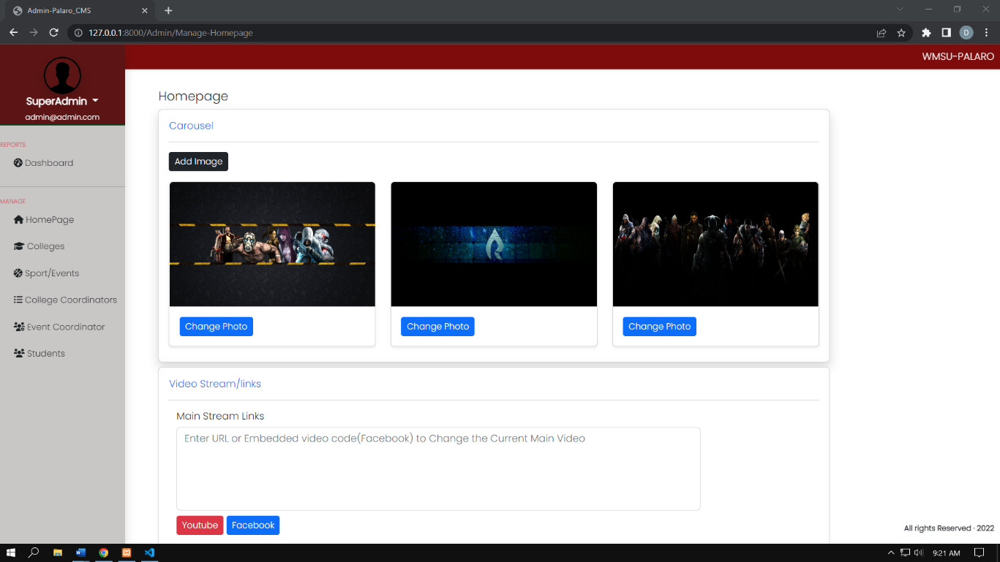 Admin-Palaro_CMS
127.0.0.1:8000/Admin/Manage-Homepage
D
WMSU-PALARO
SuperAdmin
admin@admin.com
REPORTS
Dashboard
MANAGE
HomePage
Colleges
Sport/Events
College Coordinators
Event Coordinator
Students
Homepage
Carousel
Add Image
Change Photo
Change Photo
Change Photo
Video Stream/links
Main Stream Links
Enter URL or Embedded video code(Facebook) to Change the Current Main Video
Youtube
Facebook
All rights Reserved · 2022
9:21 AM